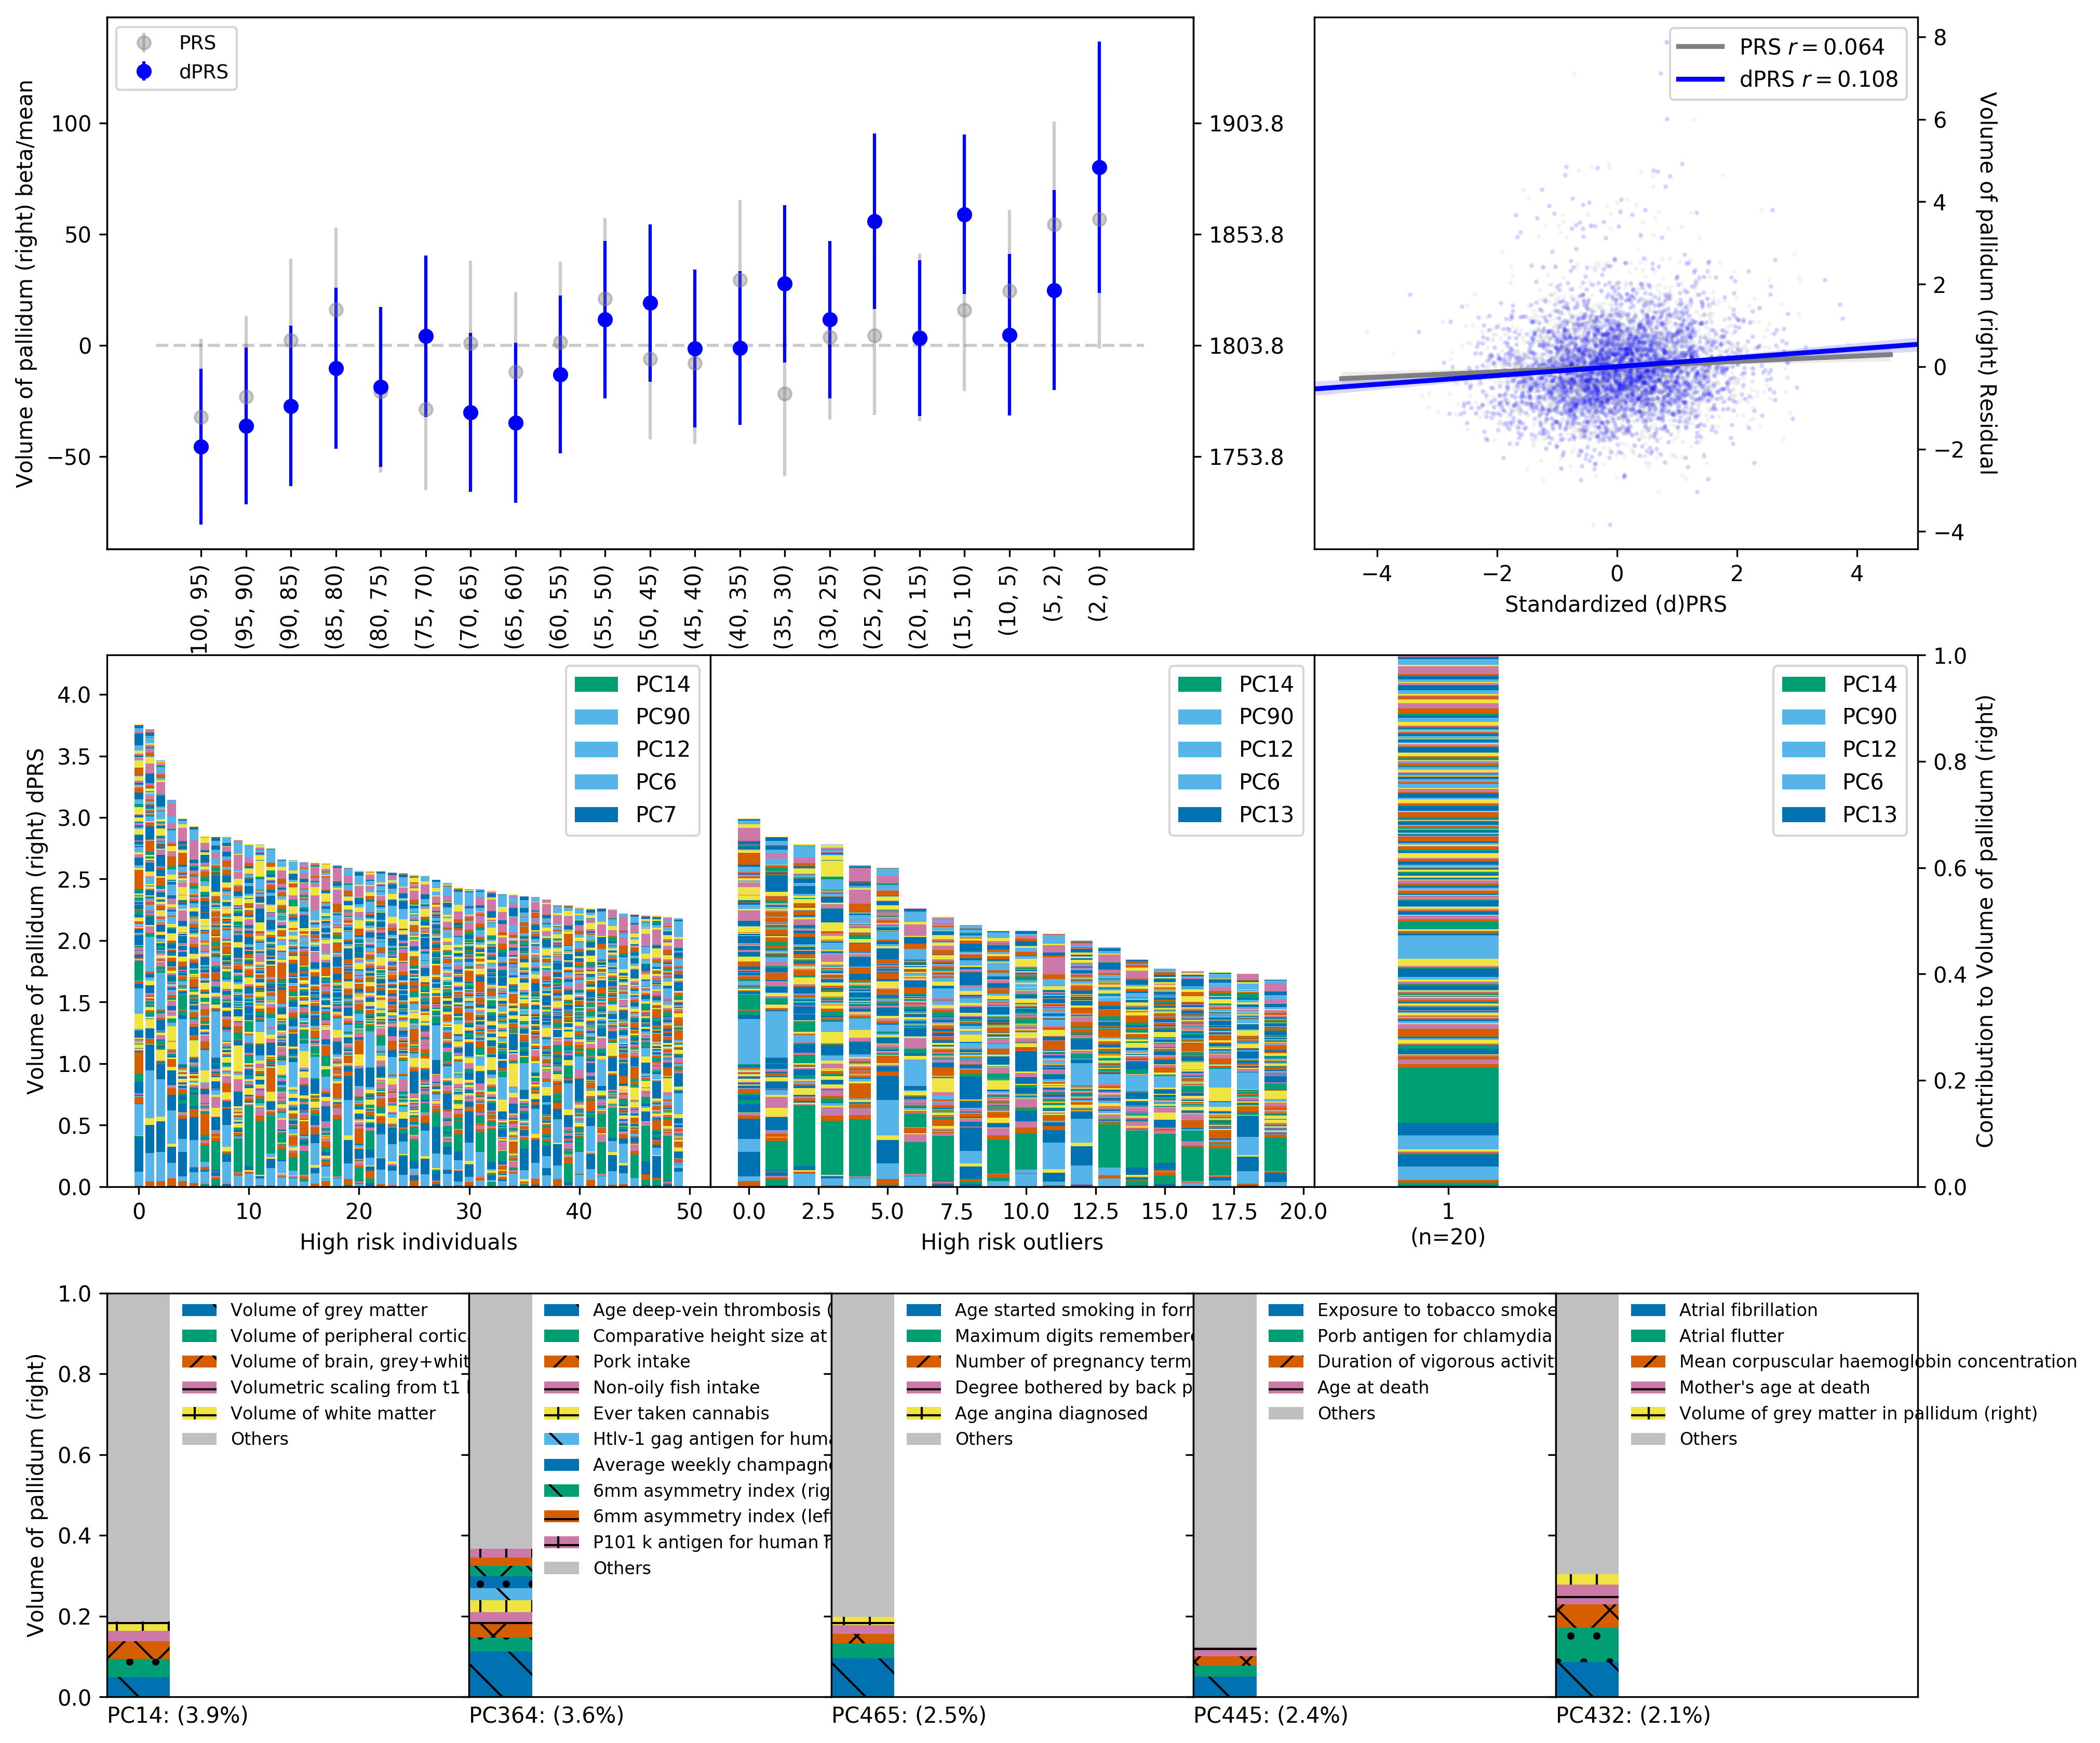 PRS
dPRS
Volume of pallidum (right) beta/mean
100
50
0
−50
1903.8
1853.8
1803.8
1753.8
100, 95)
(95, 90)
(90, 85)
(85, 80)
(80, 75)
(75, 70)
(70, 65)
(65, 60)
(60, 55)
(55, 50)
(50, 45)
(45, 40)
(40, 35)
(35, 30)
(30, 25)
(25, 20)
(20, 15)
(15, 10)
(10, 5)
(5, 2)
(2, 0)
PRS r = 0.064
dPRS r = 0.108
8
6
4
2
0
−2
−4
Volume of pallidum (right) Residual
−4 −2 0 2 4
Standardized (d)PRS
Volume of pallidum (right) dPRS
4.0
3.5
3.0
2.5
2.0
1.5
1.0
0.5
0.0
PC14
PC90
PC12
PC6
PC7
0 10 20 30 40 50
High risk individuals
PC14
PC90
PC12
PC6
PC13
0.0 2.5 5.0 7.5 10.0 12.5 15.0 17.5 20.0
High risk outliers
PC14
PC90
PC12
PC6
PC13
1
(n=20)
1.0
0.8
0.6
0.4
0.2
0.0
Contribution to Volume of pallidum (right)
Volume of pallidum (right)
1.0
0.8
0.6
0.4
0.2
0.0
Volume of grey matter
Volume of peripheral cortic
Volume of brain, grey+whit
Volumetric scaling from t1
Volume of white matter
Others
PC14: (3.9%)
Age deep-vein thrombosis (
Comparative height size at
Pork intake
Non-oily fish intake
Ever taken cannabis
Htlv-1 gag antigen for huma
Average weekly champagne
6mm asymmetry index (rig
6mm asymmetry index (left
P101 k antigen for human h
Others
PC364: (3.6%)
Age started smoking in form
Maximum digits remembere
Number of pregnancy term
Degree bothered by back p
Age angina diagnosed
Others
PC465: (2.5%)
Exposure to tobacco smoke
Porb antigen for chlamydia
Duration of vigorous activit
Age at death
Others
PC445: (2.4%)
Atrial fibrillation
Atrial flutter
Mean corpuscular haemoglobin concentration
Mother's age at death
Volume of grey matter in pallidum (right)
Others
PC432: (2.1%)